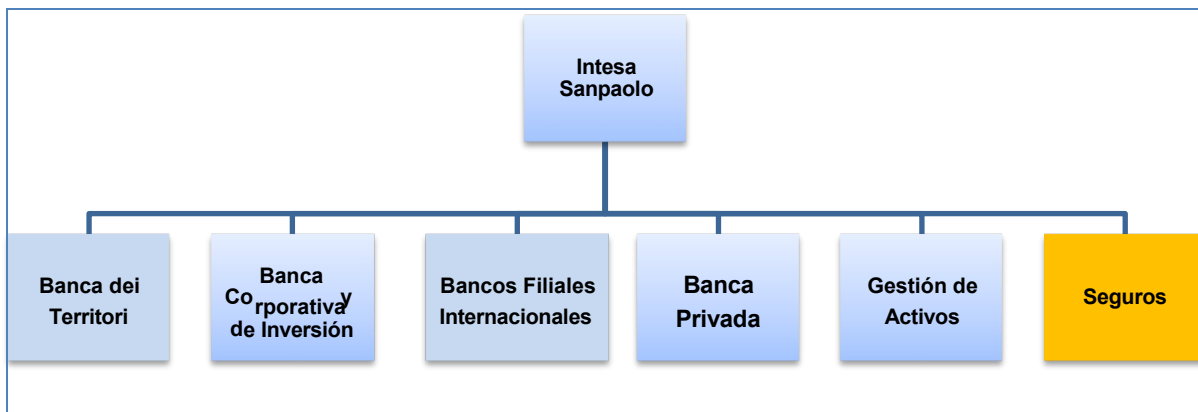 Intesa
Sanpaolo
Banca dei
Territori
Banca
Corporativa y
de Inversión
Bancos Filiales
Internacionales
Banca
Privada
Gestión de
Activos
Seguros